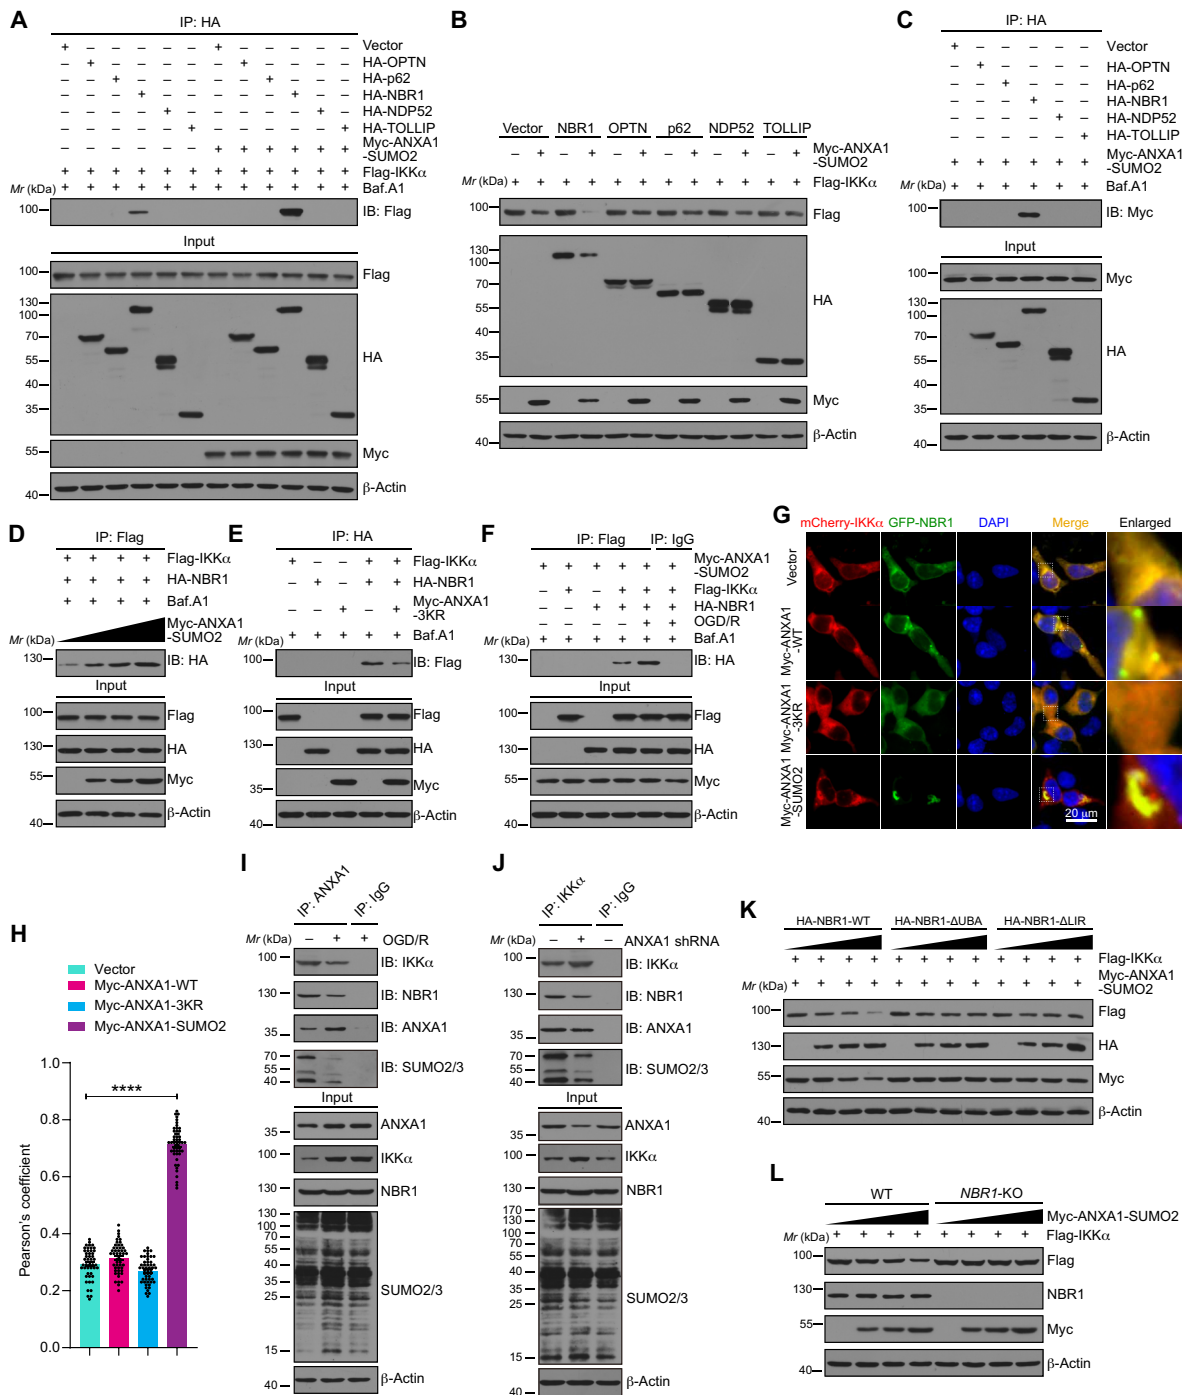 A
IP: HA
+ – – – – – + – – – – – Vector
– + – – – – – + – – – – HA-OPTN
– – + – – – – – + – – – HA-p62
– – – + – – – – – + – – HA-NBR1
– – – – + – – – – – + – HA-NDP52
– – – – – + – – – – – + HA-TOLLIP
– – – – – – + + + + + + Myc-ANXA1
-SUMO2
+ + + + + + + + + + + + Flag-IKKα
Mr (kDa) + + + + + + + + + + + + Baf.A1
100 IB: Flag
Input
100 Flag
130
100
70
55 HA
40
35
55 Myc
40 β-Actin
B
Vector NBR1 OPTN p62 NDP52 TOLLIP
– + – + – + – + – + – + Myc-ANXA1
-SUMO2
Mr (kDa) + + + + + + + + + + + + Flag-IKKα
100 Flag
130
100
70
55 HA
40
35
55 Myc
40 β-Actin
C
IP: HA
+ – – – – – Vector
– + – – – – HA-OPTN
– – + – – – HA-p62
– – – + – – HA-NBR1
– – – – + – HA-NDP52
– – – – – + HA-TOLLIP
+ + + + + + Myc-ANXA1
-SUMO2
Mr (kDa) + + + + + + Baf.A1
100 IB: Myc
Input
100 Myc
130
100
70
55 HA
40
35
40 β-Actin
D
IP: Flag
+ + + + Flag-IKKα
+ + + + HA-NBR1
+ + + + Baf.A1
Myc-ANXA1
-SUMO2
Mr (kDa)
130 IB: HA
Input
100 Flag
130 HA
55 Myc
40 β-Actin
E
IP: HA
+ – – + + Flag-IKKα
– + – + + HA-NBR1
– – + – + Myc-ANXA1
-3KR
Mr (kDa) + + + + + Baf.A1
100 IB: Flag
Input
100 Flag
130 HA
35 Myc
40 β-Actin
F
IP: Flag IP: IgG
+ + + + + + Myc-ANXA1
-SUMO2
– + – + + + Flag-IKKα
– – + + + + HA-NBR1
– – – – + + OGD/R
Mr (kDa) + + + + + + Baf.A1
130 IB: HA
Input
100 Flag
130 HA
55 Myc
40 β-Actin
G
mCherry-IKKα GFP-NBR1 DAPI Merge Enlarged
Vector
Myc-ANXA1
-WT
Myc-ANXA1
-3KR
Myc-ANXA1
-SUMO2
20 μm
H
Vector
Myc-ANXA1-WT
Myc-ANXA1-3KR
Myc-ANXA1-SUMO2
Pearson's coefficient
1.0
0.8
0.6
0.4
0.2
0.0
****
I
IP: ANXA1 IP: IgG
Mr (kDa) – + + OGD/R
100 IB: IKKα
130 IB: NBR1
35 IB: ANXA1
70
55 IB: SUMO2/3
40
Input
35 ANXA1
100 IKKα
130 NBR1
130
100
70
55
40
35
25 SUMO2/3
15
40 β-Actin
J
IP: IKKα IP: IgG
Mr (kDa) – + – ANXA1 shRNA
100 IB: IKKα
130 IB: NBR1
35 IB: ANXA1
70
55 IB: SUMO2/3
40
Input
35 ANXA1
100 IKKα
130 NBR1
170
130
100
70
55
40
35
25 SUMO2/3
15
40 β-Actin
K
HA-NBR1-WT HA-NBR1-ΔUBA HA-NBR1-ΔLIR
+ + + + + + + + + + + + Flag-IKKα
Mr (kDa) + + + + + + + + + + + + Myc-ANXA1
-SUMO2
100 Flag
130 HA
55 Myc
40 β-Actin
L
WT NBR1-KO
Myc-ANXA1-SUMO2
Mr (kDa) + + + + + + + + Flag-IKKα
100 Flag
130 NBR1
55 Myc
40 β-Actin